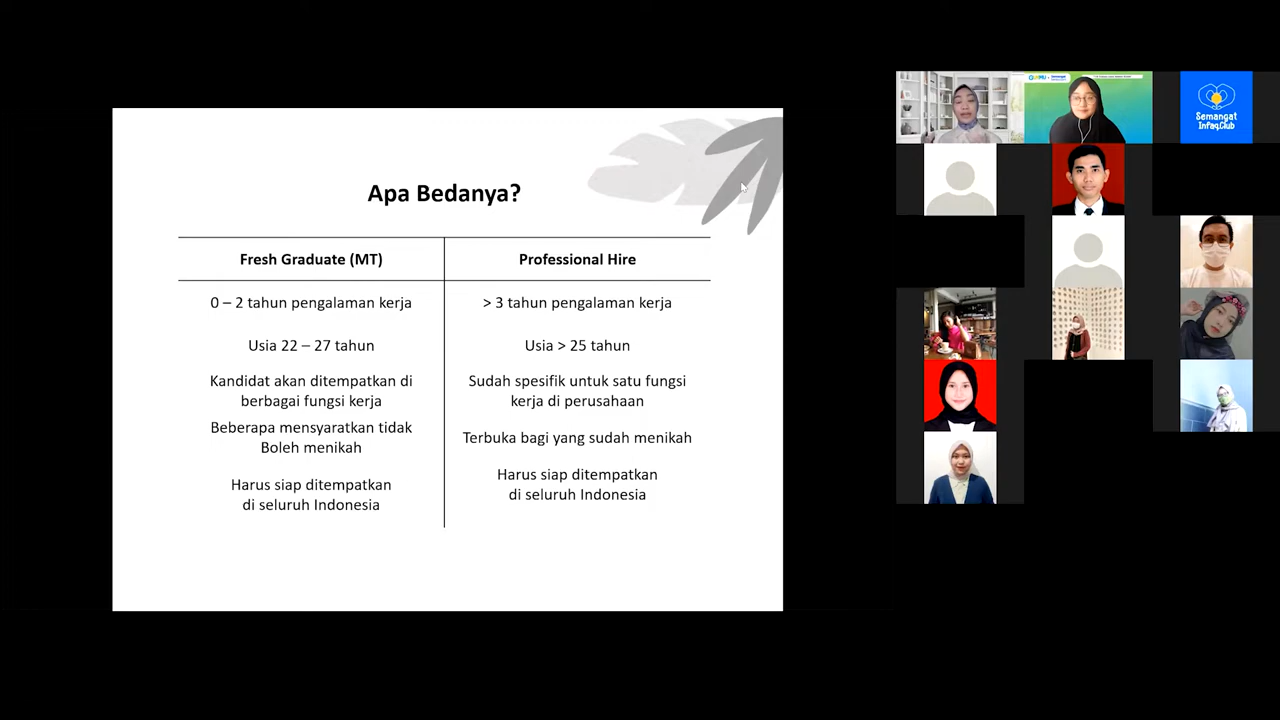 Apa Bedanya?
Fresh Graduate (MT)
Professional Hire
0 – 2 tahun pengalaman kerja
> 3 tahun pengalaman kerja
Usia 22 – 27 tahun
Usia > 25 tahun
Kandidat akan ditempatkan di
berbagai fungsi kerja
Sudah spesifik untuk satu fungsi
kerja di perusahaan
Beberapa mensyaratkan tidak
Boleh menikah
Terbuka bagi yang sudah menikah
Harus siap ditempatkan
di seluruh Indonesia
Harus siap ditempatkan
di seluruh Indonesia
Semangat
Infaq.Club